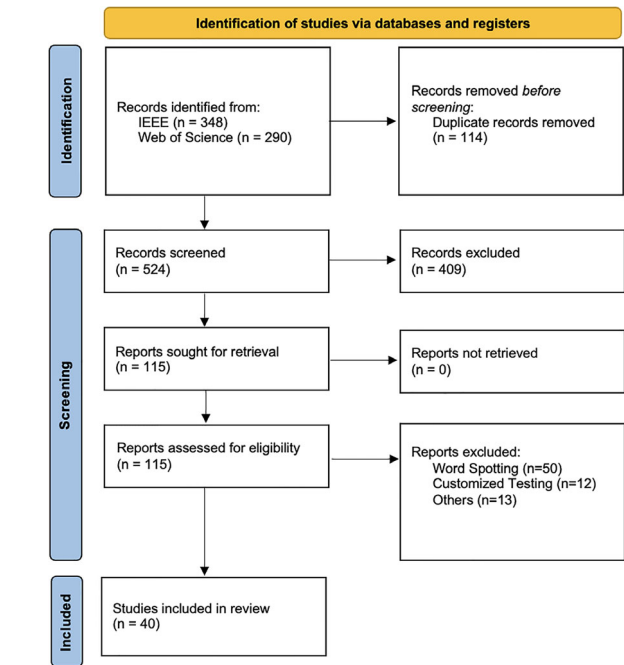 Identification of studies via databases and registers
Identification
Records identified from:
IEEE (n = 348)
Web of Science (n = 290)
Records removed before
screening:
Duplicate records removed
(n = 114)
Screening
Records screened
(n = 524)
Records excluded
(n = 409)
Reports sought for retrieval
(n = 115)
Reports not retrieved
(n = 0)
Reports assessed for eligibility
(n = 115)
Reports excluded:
Word Spotting (n=50)
Customized Testing (n=12)
Others (n=13)
Included
Studies included in review
(n = 40)